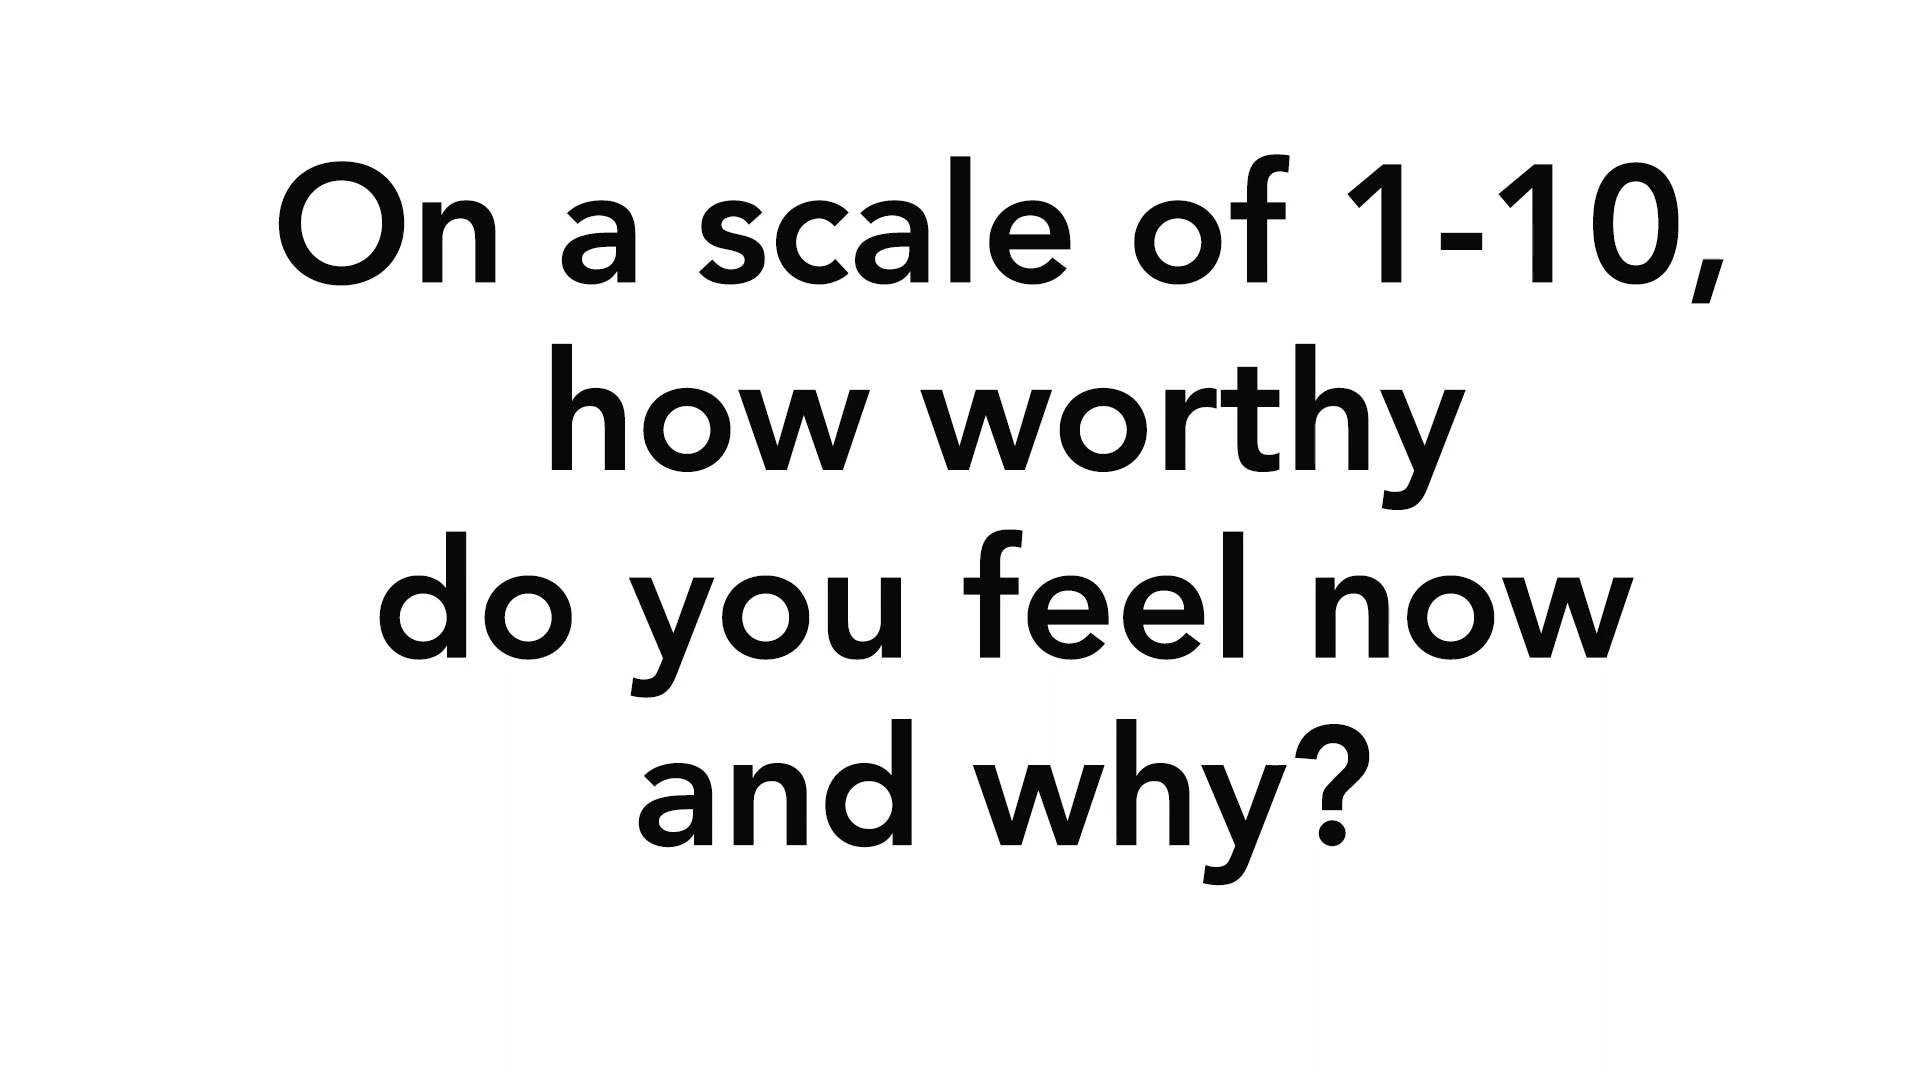 On a scale of 1-10,
how worthy
do you feel now
and why?